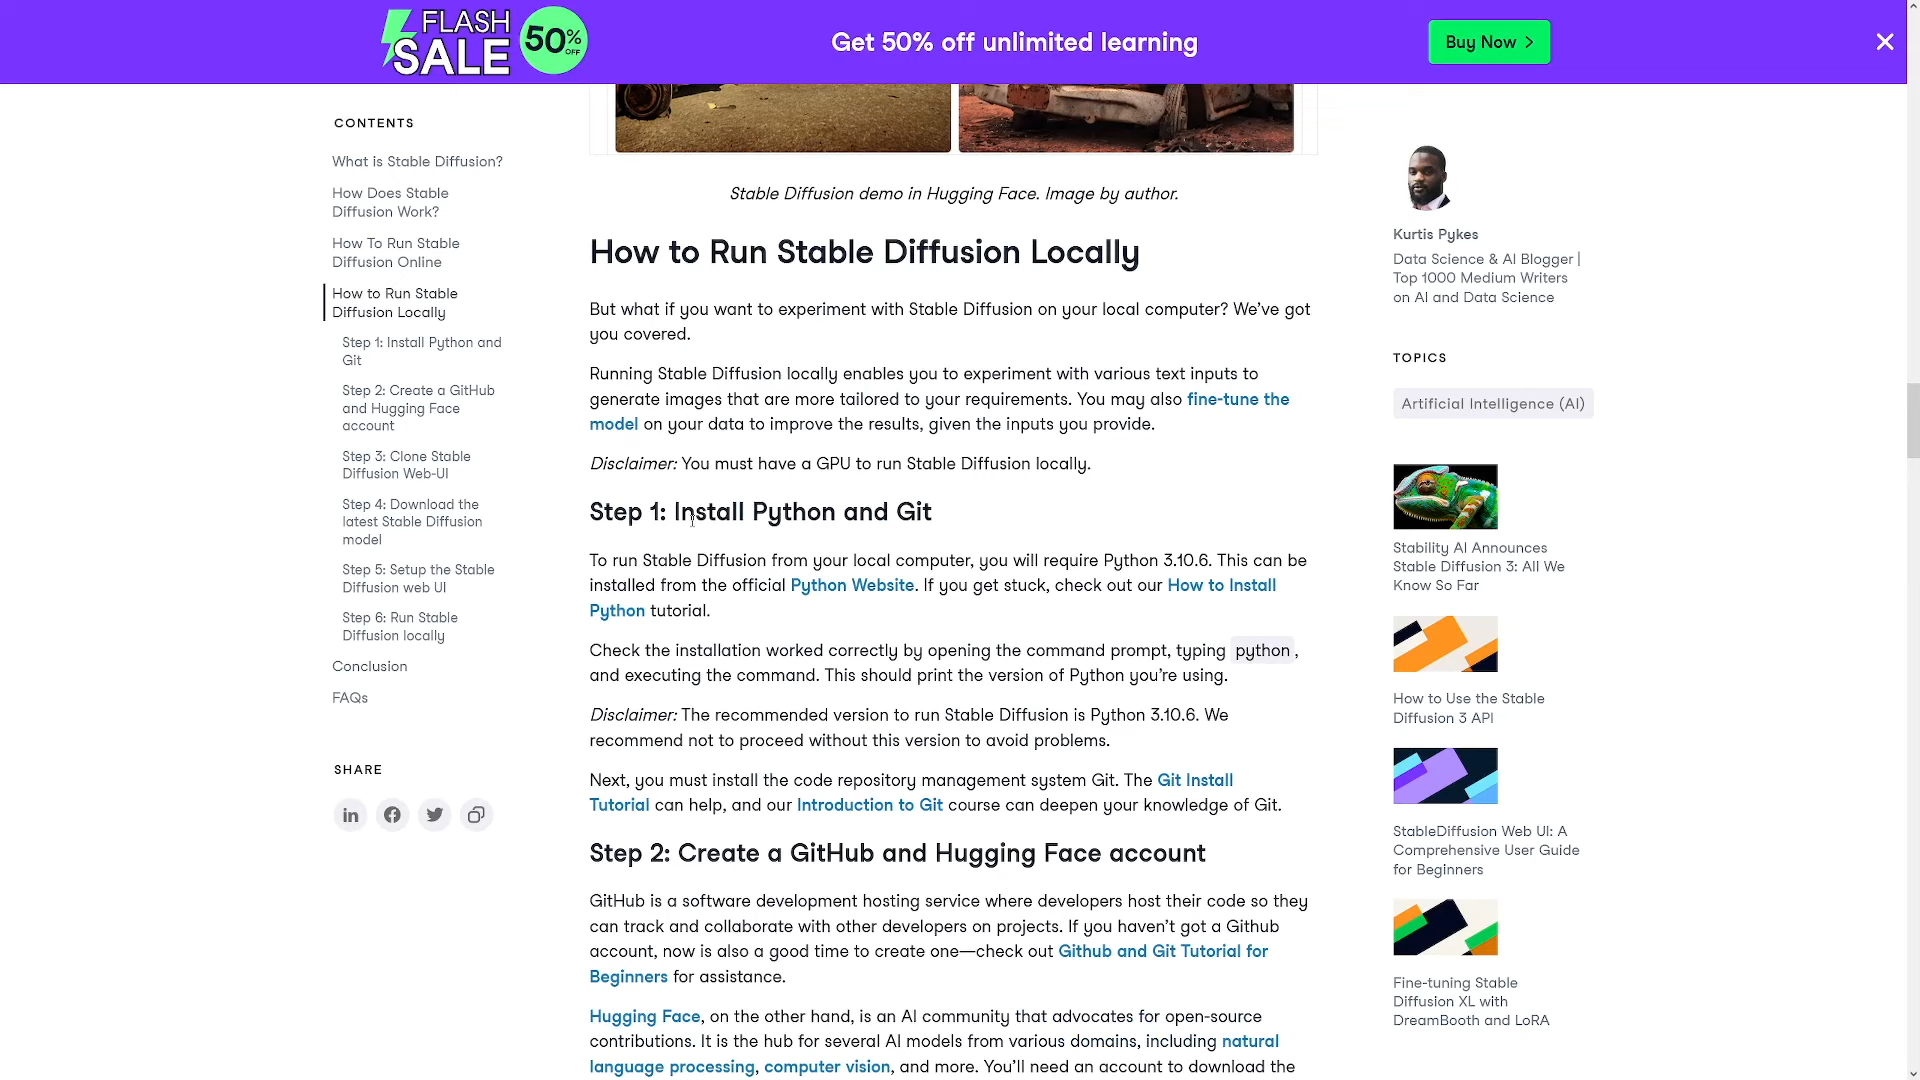 FLASH
SALE
50%
OFF
Get 50% off unlimited learning
Buy Now
CONTENTS
What is Stable Diffusion?
How Does Stable
Diffusion Work?
How To Run Stable
Diffusion Online
How to Run Stable
Diffusion Locally
Step 1: Install Python and
Git
Step 2: Create a GitHub
and Hugging Face
account
Step 3: Clone Stable
Diffusion Web-UI
Step 4: Download the
latest Stable Diffusion
model
Step 5: Setup the Stable
Diffusion web UI
Step 6: Run Stable
Diffusion locally
Conclusion
FAQs
SHARE
Stable Diffusion demo in Hugging Face. Image by author.
How to Run Stable Diffusion Locally
But what if you want to experiment with Stable Diffusion on your local computer? We’ve got
you covered.
Running Stable Diffusion locally enables you to experiment with various text inputs to
generate images that are more tailored to your requirements. You may also fine-tune the
model on your data to improve the results, given the inputs you provide.
Disclaimer: You must have a GPU to run Stable Diffusion locally.
Step 1: Install Python and Git
To run Stable Diffusion from your local computer, you will require Python 3.10.6. This can be
installed from the official Python Website. If you get stuck, check out our How to Install
Python tutorial.
Check the installation worked correctly by opening the command prompt, typing python,
and executing the command. This should print the version of Python you’re using.
Disclaimer: The recommended version to run Stable Diffusion is Python 3.10.6. We
recommend not to proceed without this version to avoid problems.
Next, you must install the code repository management system Git. The Git Install
Tutorial can help, and our Introduction to Git course can deepen your knowledge of Git.
Step 2: Create a GitHub and Hugging Face account
GitHub is a software development hosting service where developers host their code so they
can track and collaborate with other developers on projects. If you haven’t got a Github
account, now is also a good time to create one—check out Github and Git Tutorial for
Beginners for assistance.
Hugging Face, on the other hand, is an AI community that advocates for open-source
contributions. It is the hub for several AI models from various domains, including natural
language processing, computer vision, and more. You’ll need an account to download the
Kurtis Pykes
Data Science & AI Blogger |
Top 1000 Medium Writers
on AI and Data Science
TOPICS
Artificial Intelligence (AI)
Stability AI Announces
Stable Diffusion 3: All We
Know So Far
How to Use the Stable
Diffusion 3 API
StableDiffusion Web UI: A
Comprehensive User Guide
for Beginners
Fine-tuning Stable
Diffusion XL with
DreamBooth and LoRA